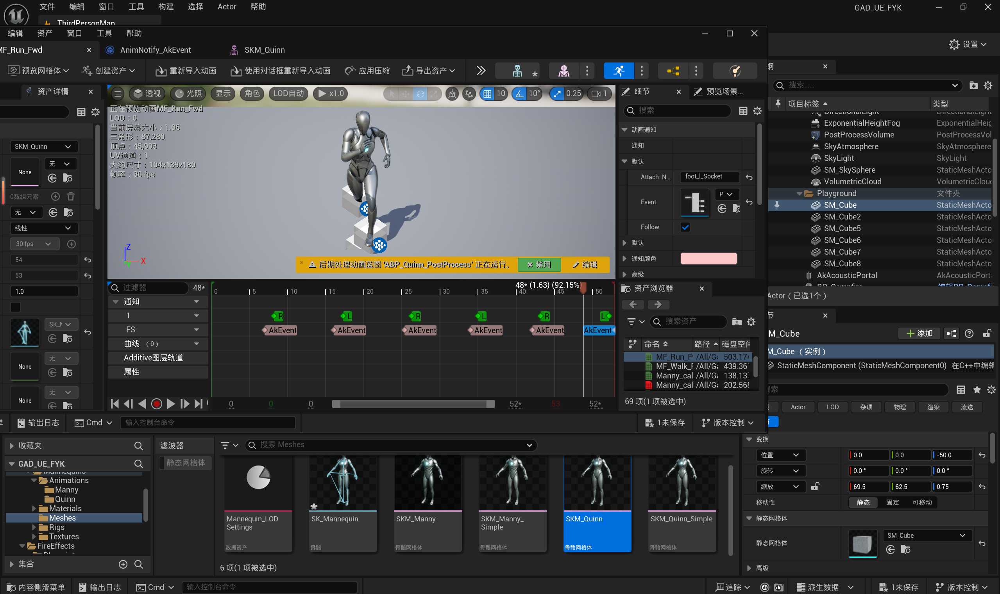 文件 编辑 窗口 工具 构建 选择 Actor 帮助
GAD_UE_FYK
ThirdPersonMap
编辑 资产 窗口 工具 帮助
MF_Run_Fwd
AnimNotify_AkEvent
SKM_Quinn
设置
预览网格体 创建资产 重新导入动画 使用对话框重新导入动画 应用压缩 导出资产
资产详情
透视 光照 显示 角色 LOD自动 x1.0 10 10° 0.25 1
细节
预览场景...
搜索......
搜索
项目标签 类型
正在预览动画MF_Run_Fwd
LOD：0
当前屏幕大小：1.06
三角形：87,280
顶点：45,993
UV通道：1
大约尺寸：104x139x180
帧率：30 fps
Z
X
Y
后期处理动画蓝图 'ABP_Quinn_PostProcess' 正在运行。 禁用 编辑
SKM_Quinn
None 无
0数组元素
无
线性
30 fps
54
53
1.0
None 无
None 无
动画通知
通知
默认
Attach N... foot_l_Socket
Event P
Follow
默认
通知颜色
高级
DirectionalLight
ExponentialHeightFog ExponentialHeig
PostProcessVolume PostProcessVol
SkyAtmosphere SkyAtmosphere
SkyLight SkyLight
SM_SkySphere StaticMeshActo
VolumetricCloud VolumetricClou
Playground 文件夹
SM_Cube StaticMeshActo
SM_Cube2 StaticMeshActo
SM_Cube5 StaticMeshActo
SM_Cube6 StaticMeshActo
SM_Cube7 StaticMeshActo
SM_Cube8 StaticMeshActo
AkAcousticPortal AkAcousticPort
Actor（已选1个）
过滤器 48*
48* (1.63) (92.15%)
0 5 10 15 20 25 30 35 40 45 50
通知
1 R L R L R L
FS AkEvent AkEvent AkEvent AkEvent AkEvent AkEvent
曲线 （0）
Additive图层轨道
属性
0 0 0 52* 53 52*
资产浏览器
搜索资产
命名 路径 磁盘空间
MF_Run_F /All/G 503.174
MF_Walk_F /All/G 439.361
Manny_cal /All/G 138.137
Manny_cal /All/G 202.568
69 项(1 项被选中)
添加
SM_Cube （实例）
StaticMeshComponent (StaticMeshComponent0) 在C++中编辑
Actor LOD 杂项 物理 渲染 流送
输出日志 Cmd 输入控制台命令
1未保存 版本控制
收藏夹
GAD_UE_FYK
Mannequins
Animations
Manny
Quinn
Materials
Meshes
Rigs
Textures
FireEffects
集合
滤波器
静态网格体
搜索 Meshes
Mannequin_LOD
Settings
数据资产
SK_Mannequin
骨骼
SKM_Manny
骨骼网格体
SKM_Manny_
Simple
骨骼网格体
SKM_Quinn
骨骼网格体
SKM_Quinn_Simple
骨骼网格体
6 项(1 项被选中)
变换
位置 0.0 0.0 -50.0
旋转 0.0 ° 0.0 ° 0.0 °
缩放 69.5 62.5 0.75
移动性 静态 固定 可移动
静态网格体
静态网格体 SM_Cube
高级
内容侧滑菜单 输出日志 Cmd 输入控制台命令
追踪 派生数据 1未保存 版本控制